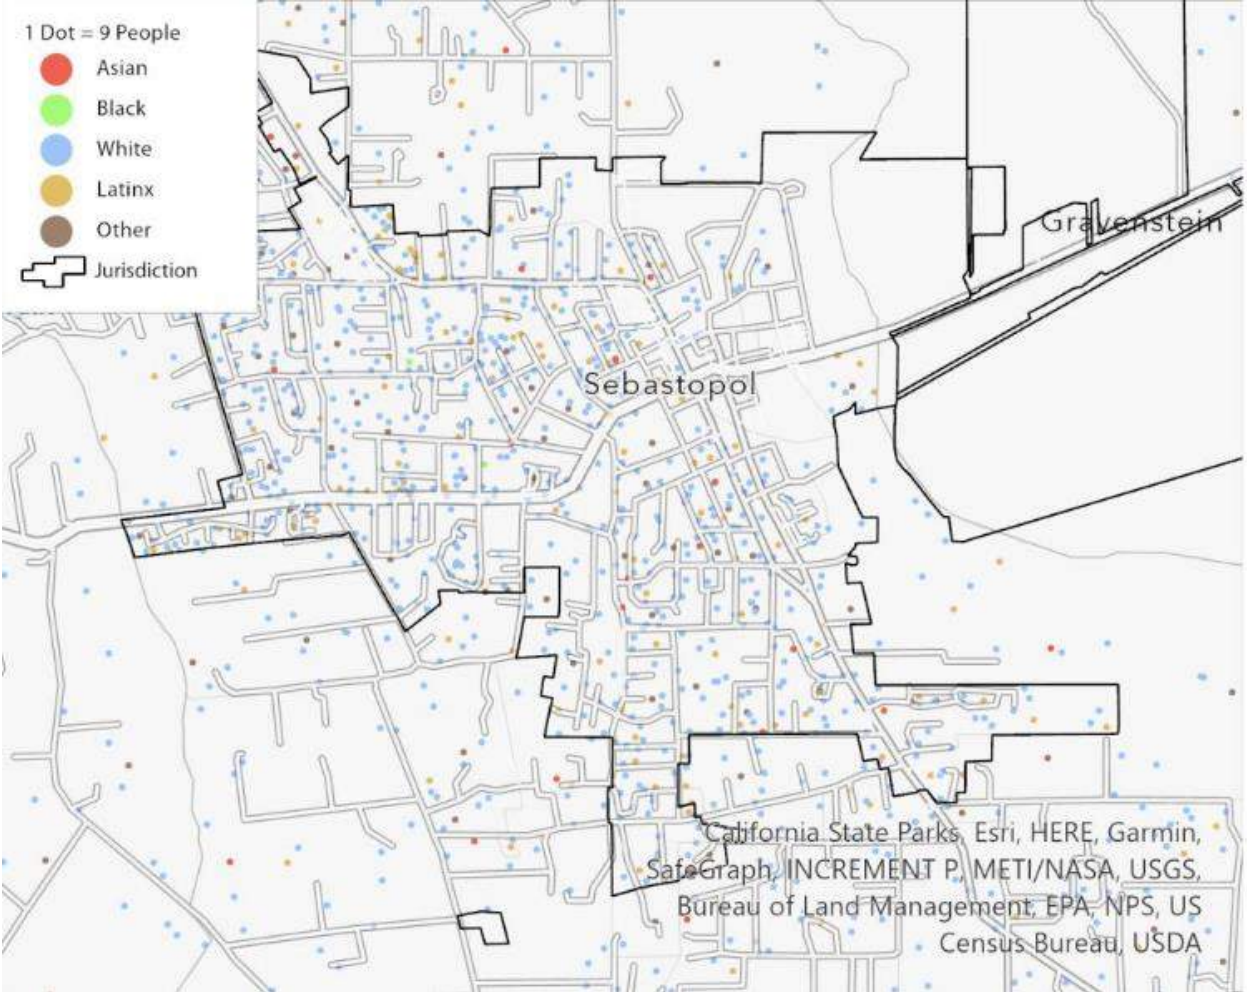 1 Dot = 9 People
Asian
Black
White
Latinx
Other
Jurisdiction
Gravenstein
Sebastopol
California State Parks, Esri, HERE, Garmin,
SafeGraph, INCREMENT P, METI/NASA, USGS,
Bureau of Land Management, EPA, NPS, US
Census Bureau, USDA